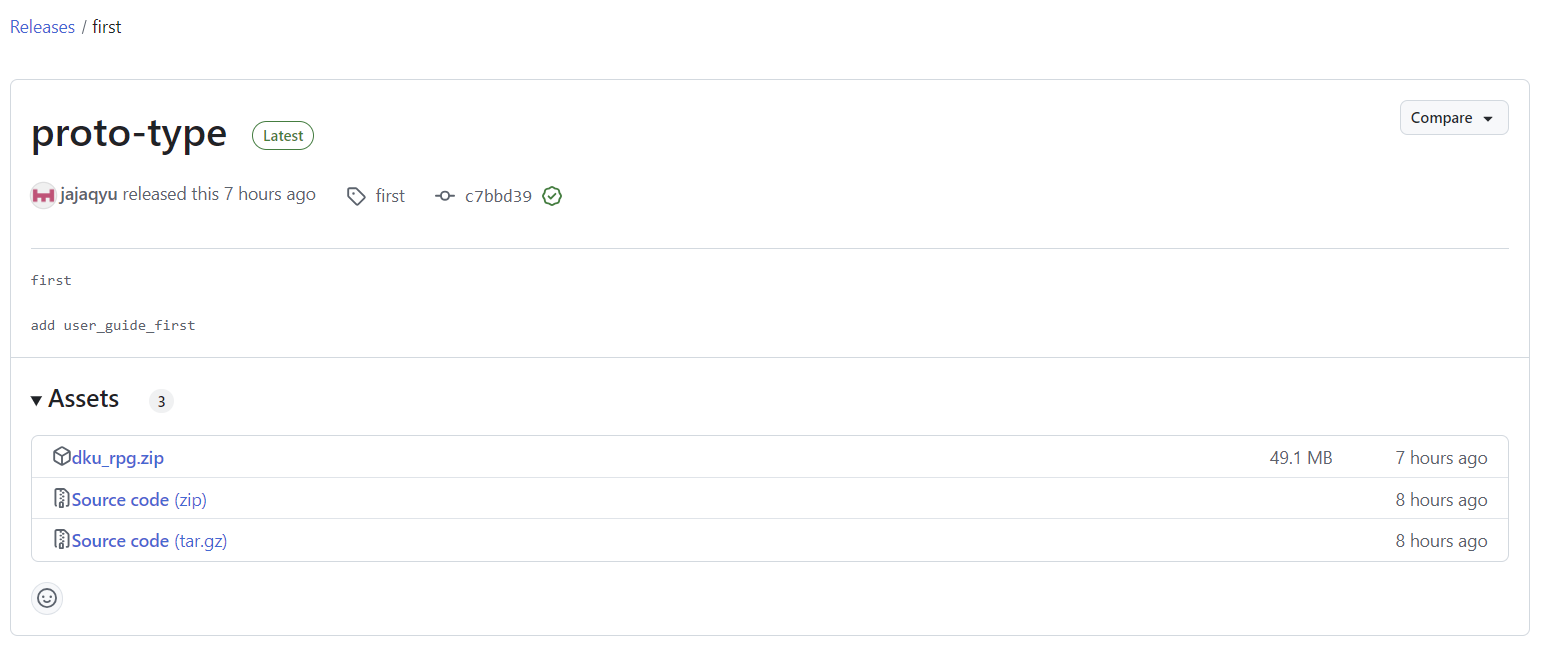 Releases / first
proto-type Latest
Compare
jajaqyu released this 7 hours ago first c7bbd39
first
add user_guide_first
Assets 3
dku_rpg.zip 49.1 MB 7 hours ago
Source code (zip) 8 hours ago
Source code (tar.gz) 8 hours ago